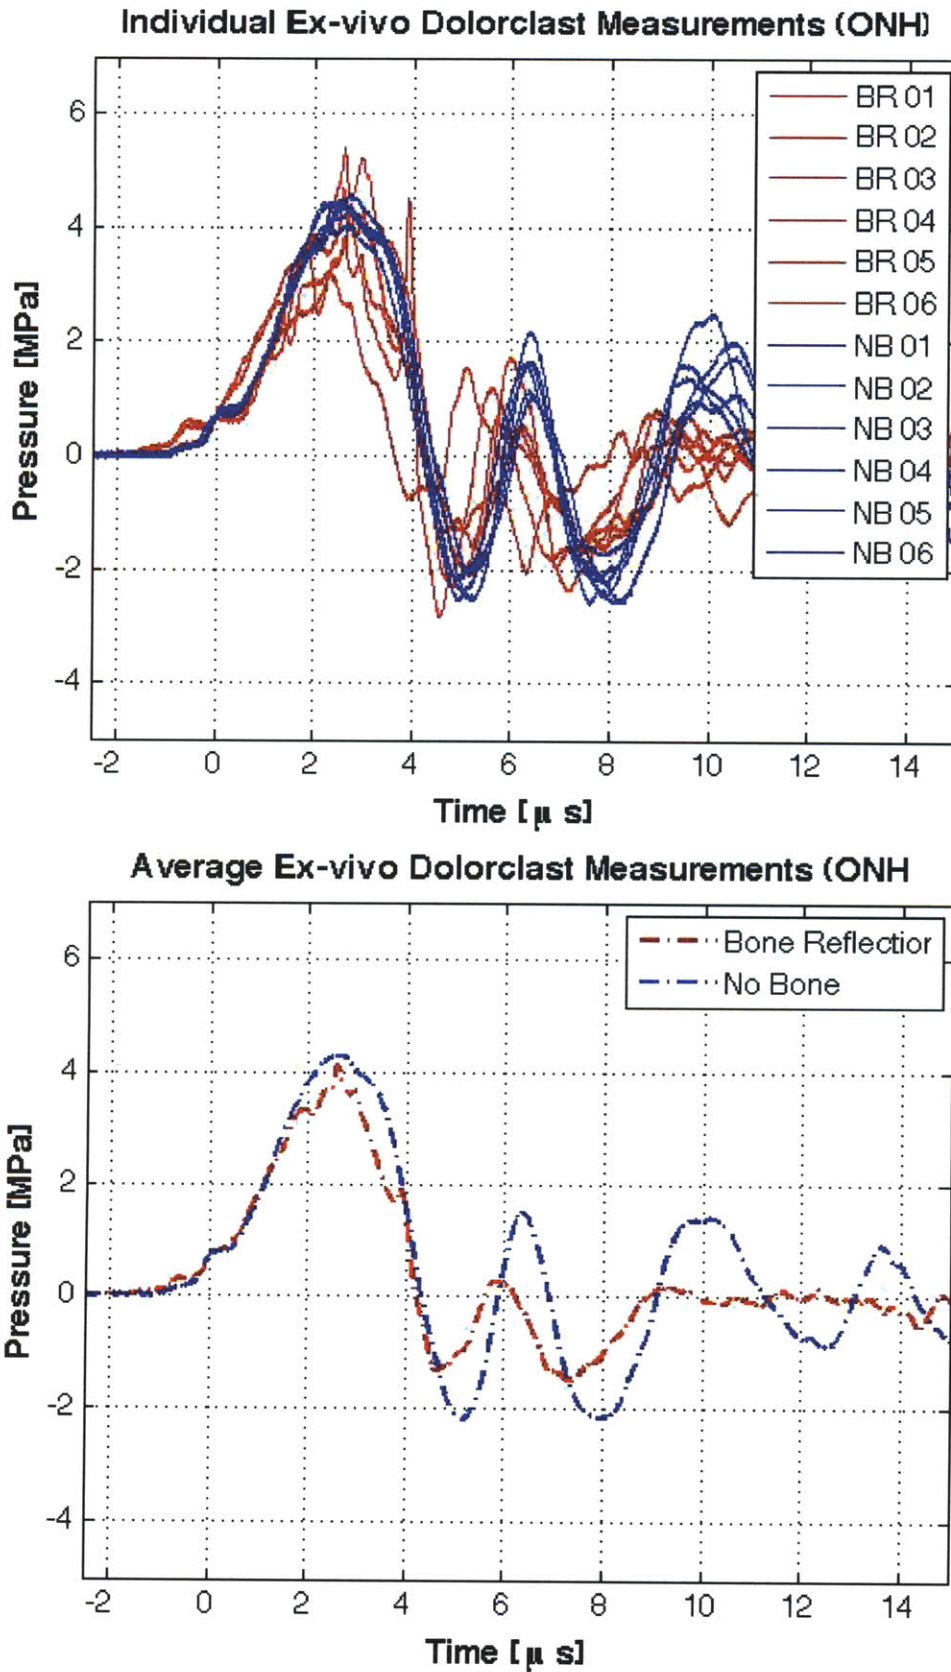 Individual Ex-vivo Dolorclast Measurements (ONH)
Pressure [MPa]
6
4
2
0
-2
-4
BR 01
BR 02
BR 03
BR 04
BR 05
BR 06
NB 01
NB 02
NB 03
NB 04
NB 05
NB 06
-2 0 2 4 6 8 10 12 14
Time [μ s]
Average Ex-vivo Dolorclast Measurements (ONH
Pressure [MPa]
6
4
2
0
-2
-4
Bone Reflectior
No Bone
-2 0 2 4 6 8 10 12 14
Time [μ s]